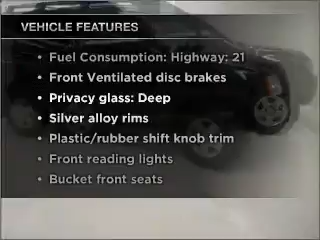 VEHICLE FEATURES
• Fuel Consumption: Highway: 21
• Front Ventilated disc brakes
• Privacy glass: Deep
• Silver alloy rims
• Plastic/rubber shift knob trim
• Front reading lights
• Bucket front seats